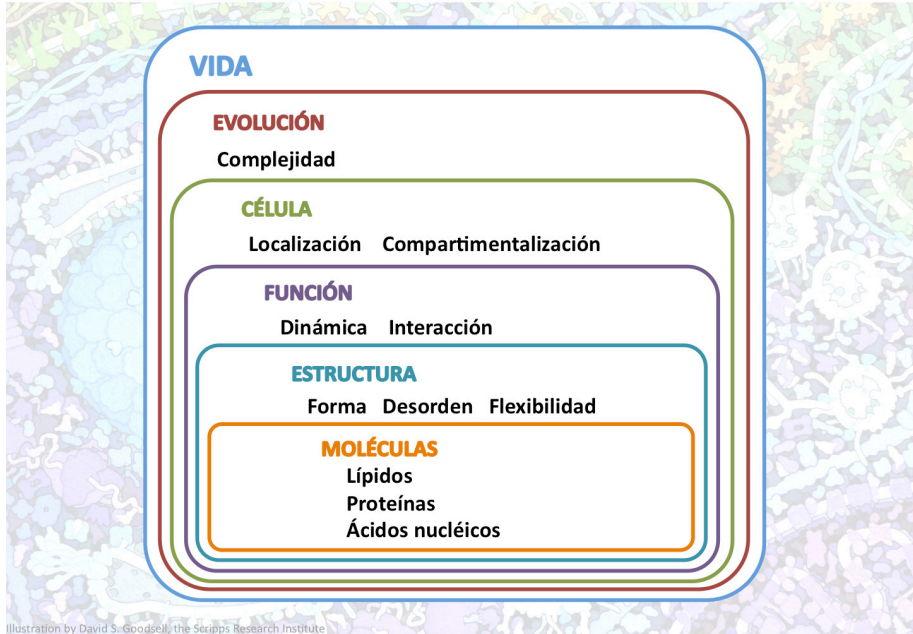 VIDA
EVOLUCIÓN
Complejidad
CÉLULA
Localización Compartimentalización
FUNCIÓN
Dinámica Interacción
ESTRUCTURA
Forma Desorden Flexibilidad
MOLÉCULAS
Lípidos
Proteínas
Ácidos nucléicos
Illustration by David S. Goodsell, the Scripps Research Institute